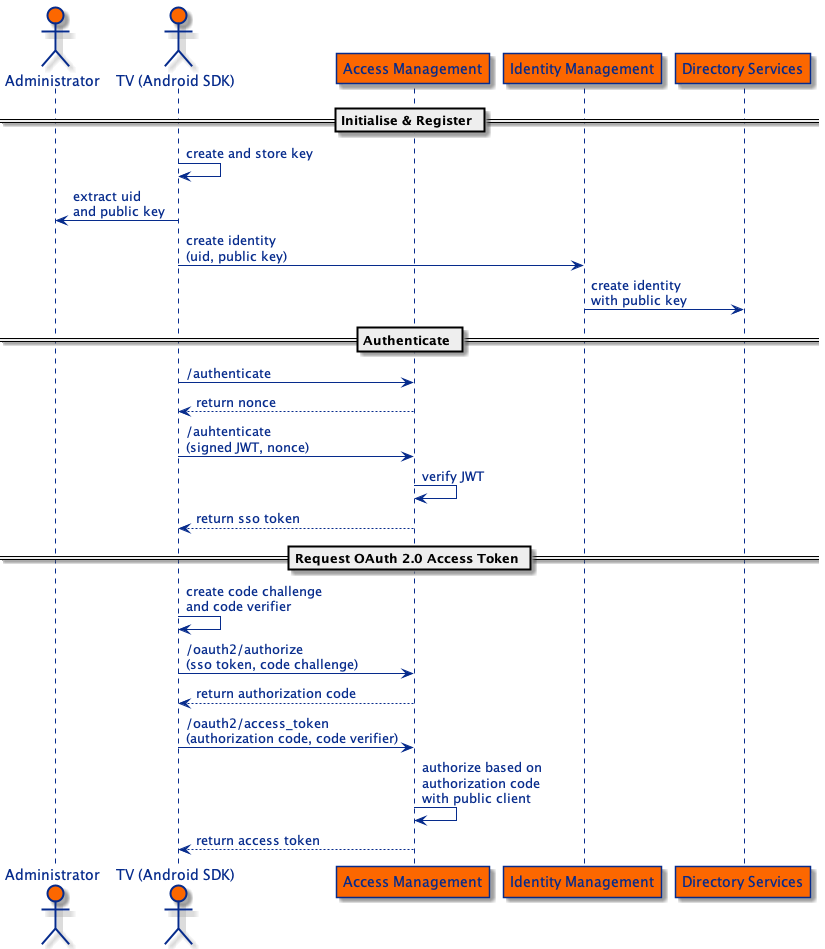 Administrator
TV (Android SDK)
Access Management
Identity Management
Directory Services
Initialise & Register
create and store key
extract uid
and public key
create identity
(uid, public key)
create identity
with public key
Authenticate
/authenticate
return nonce
/auhtenticate
(signed JWT, nonce)
verify JWT
return sso token
Request OAuth 2.0 Access Token
create code challenge
and code verifier
/oauth2/authorize
(sso token, code challenge)
return authorization code
/oauth2/access_token
(authorization code, code verifier)
authorize based on
authorization code
with public client
return access token
Administrator
TV (Android SDK)
Access Management
Identity Management
Directory Services